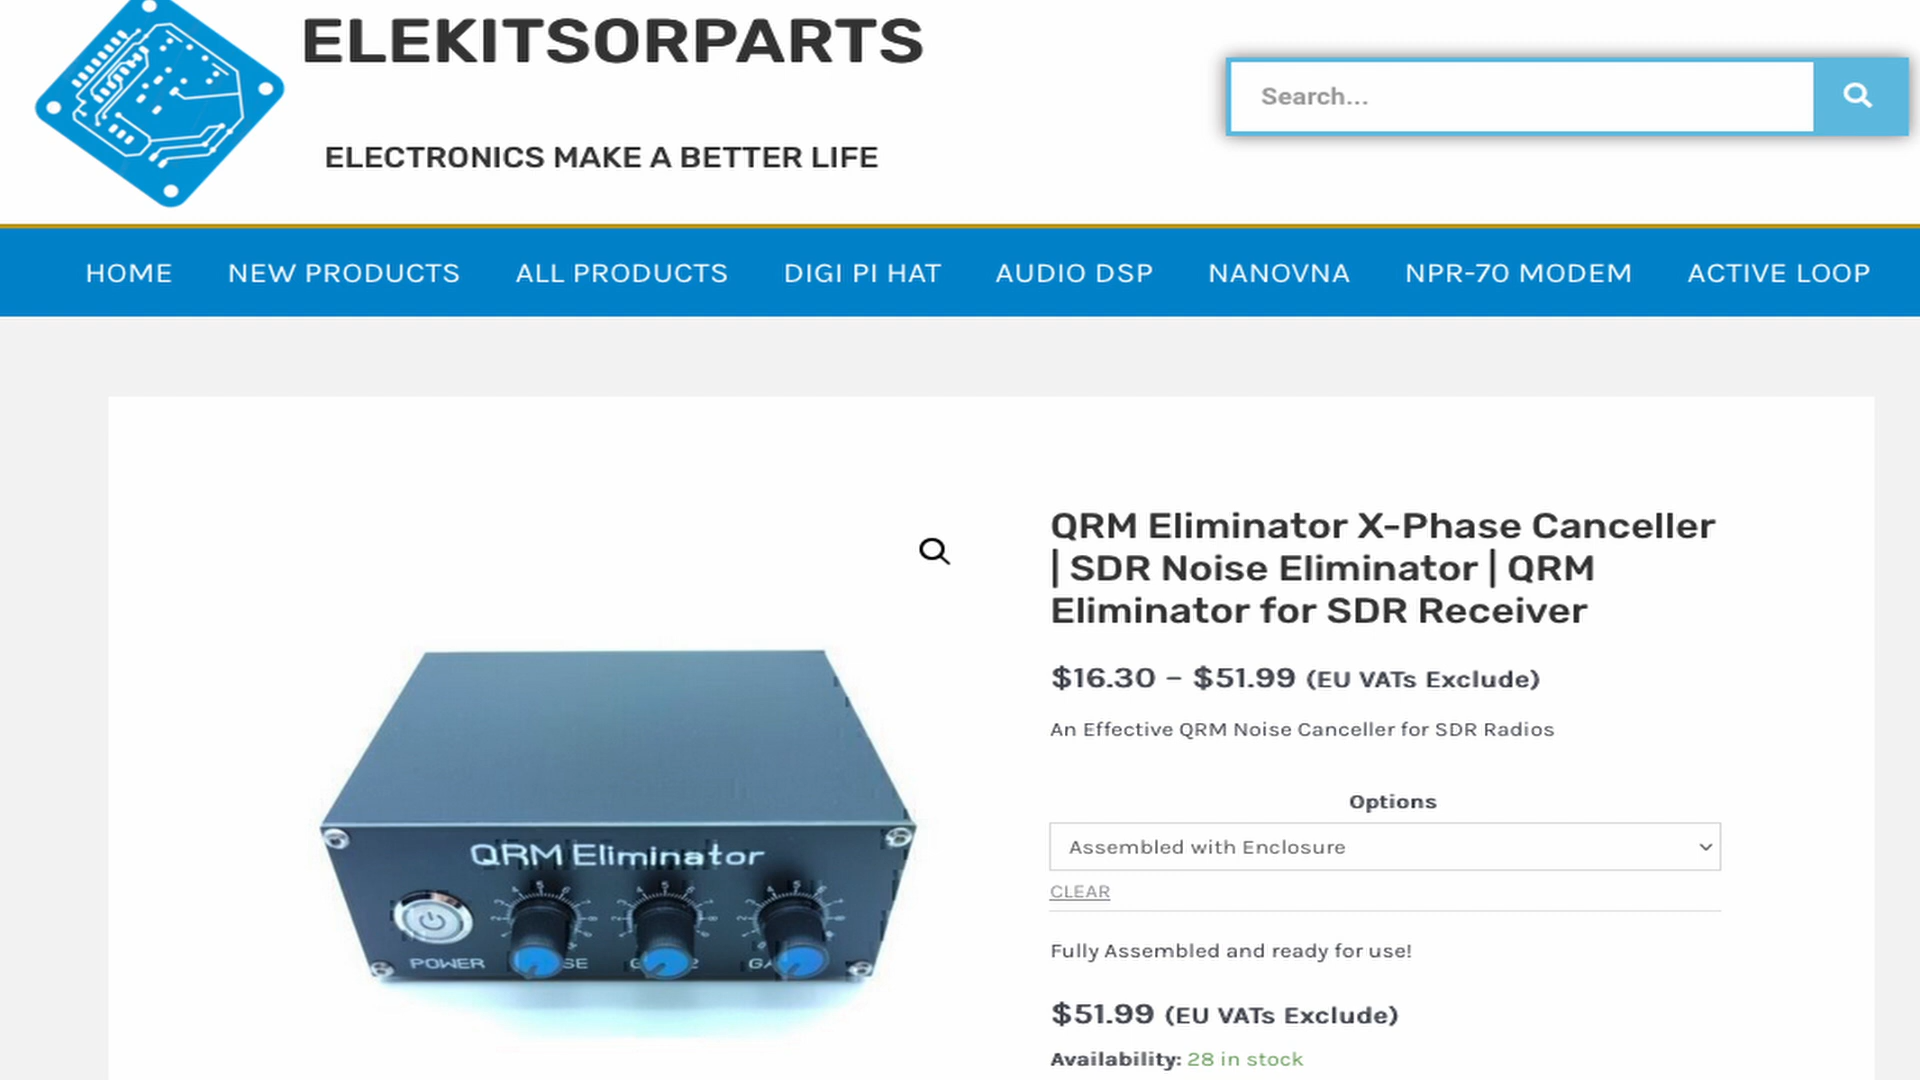 ELEKITSORPARTS
ELECTRONICS MAKE A BETTER LIFE
Search...
HOME NEW PRODUCTS ALL PRODUCTS DIGI PI HAT AUDIO DSP NANOVNA NPR-70 MODEM ACTIVE LOOP
QRM Eliminator X-Phase Canceller
| SDR Noise Eliminator | QRM
Eliminator for SDR Receiver
$16.30 – $51.99 (EU VATs Exclude)
An Effective QRM Noise Canceller for SDR Radios
Options
Assembled with Enclosure
CLEAR
Fully Assembled and ready for use!
$51.99 (EU VATs Exclude)
Availability: 28 in stock
QRM Eliminator
POWER